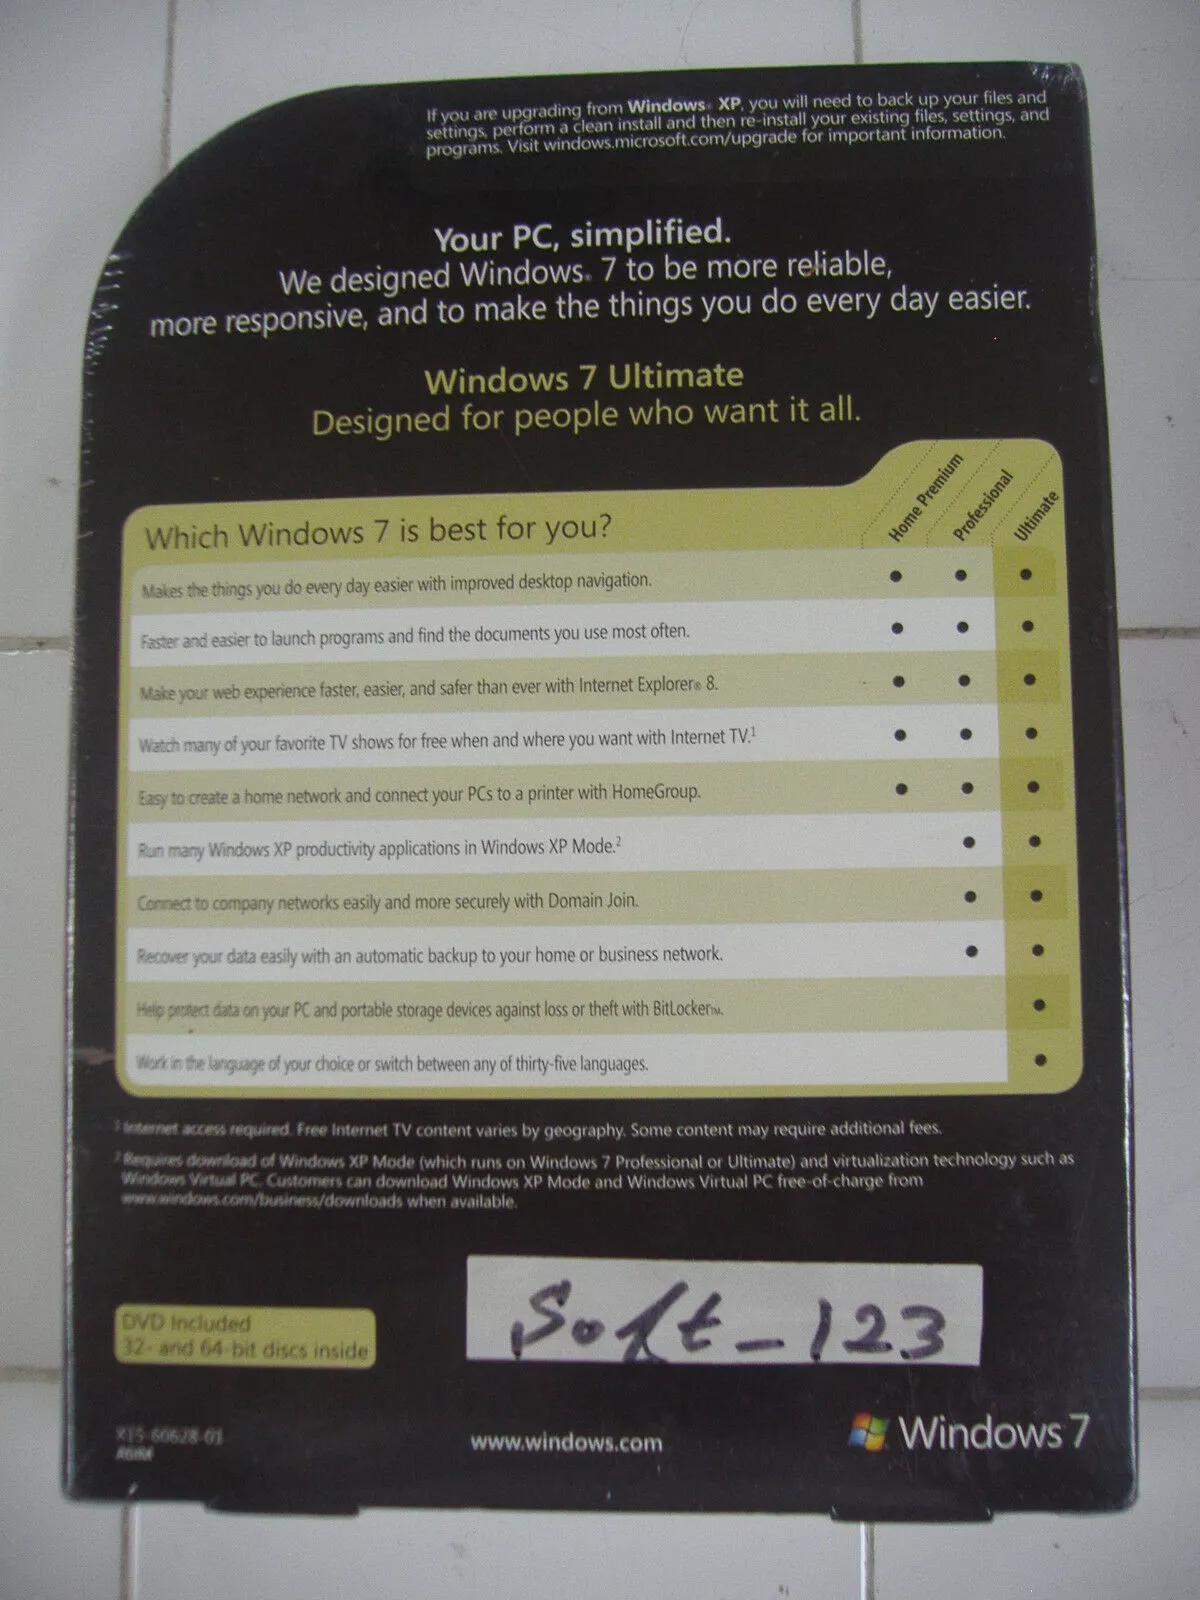 If you are upgrading from Windows® XP, you will need to back up your files and
settings, perform a clean install and then re-install your existing files, settings, and
programs. Visit windows.microsoft.com/upgrade for important information.
Your PC, simplified.
We designed Windows® 7 to be more reliable,
more responsive, and to make the things you do every day easier.
Windows 7 Ultimate
Designed for people who want it all.
Which Windows 7 is best for you?
Home Premium
Professional
Ultimate
Makes the things you do every day easier with improved desktop navigation. • • •
Faster and easier to launch programs and find the documents you use most often. • • •
Make your web experience faster, easier, and safer than ever with Internet Explorer® 8. • • •
Watch many of your favorite TV shows for free when and where you want with Internet TV.¹ • • •
Easy to create a home network and connect your PCs to a printer with HomeGroup. • • •
Run many Windows XP productivity applications in Windows XP Mode.² • •
Connect to company networks easily and more securely with Domain Join. • •
Recover your data easily with an automatic backup to your home or business network. • •
Help protect data on your PC and portable storage devices against loss or theft with BitLocker™. •
Work in the language of your choice or switch between any of thirty-five languages. •
¹ Internet access required. Free Internet TV content varies by geography. Some content may require additional fees.
² Requires download of Windows XP Mode (which runs on Windows 7 Professional or Ultimate) and virtualization technology such as
Windows Virtual PC. Customers can download Windows XP Mode and Windows Virtual PC free-of-charge from
www.windows.com/business/downloads when available.
Soft_123
DVD Included
32- and 64-bit discs inside
X15-60628-01
www.windows.com
Windows 7